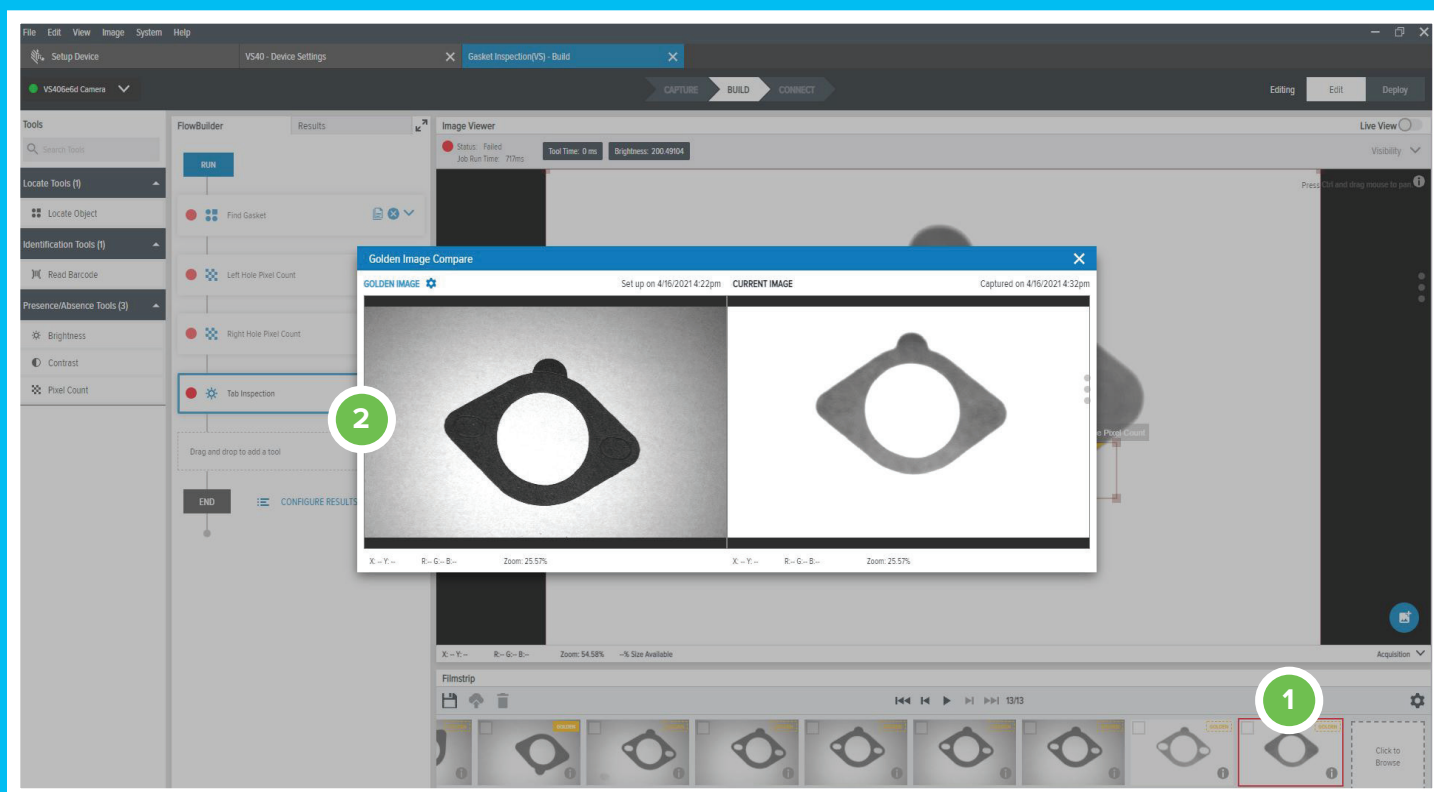 File Edit View Image System Help
Setup Device
VS40 - Device Settings
Gasket Inspection(VS) - Build
VS406e6d Camera
CAPTURE BUILD CONNECT
Editing Edit Deploy
Tools
Search Tools
Locate Tools (1)
Locate Object
Identification Tools (1)
Read Barcode
Presence/Absence Tools (3)
Brightness
Contrast
Pixel Count
FlowBuilder Results
RUN
Find Gasket
Left Hole Pixel Count
Right Hole Pixel Count
Tab Inspection
Drag and drop to add a tool
END
CONFIGURE RESULTS
Image Viewer
Live View
Status: Failed
Job Run Time: 717ms
Tool Time: 0 ms
Brightness: 200.49104
Visibility
Press Ctrl and drag mouse to pan.
Golden Image Compare
GOLDEN IMAGE
Set up on 4/16/2021 4:22pm
CURRENT IMAGE
Captured on 4/16/2021 4:32pm
X: -- Y: -- R:-- G:-- B:-- Zoom: 25.57%
X: -- Y: -- R:-- G:-- B:-- Zoom: 25.57%
2
Pixel Count
X: -- Y: -- R:-- G:-- B:-- Zoom: 54.58% --% Size Available
Acquisition
Filmstrip
13/13
1
GOLDEN
GOLDEN
GOLDEN
Click to
Browse